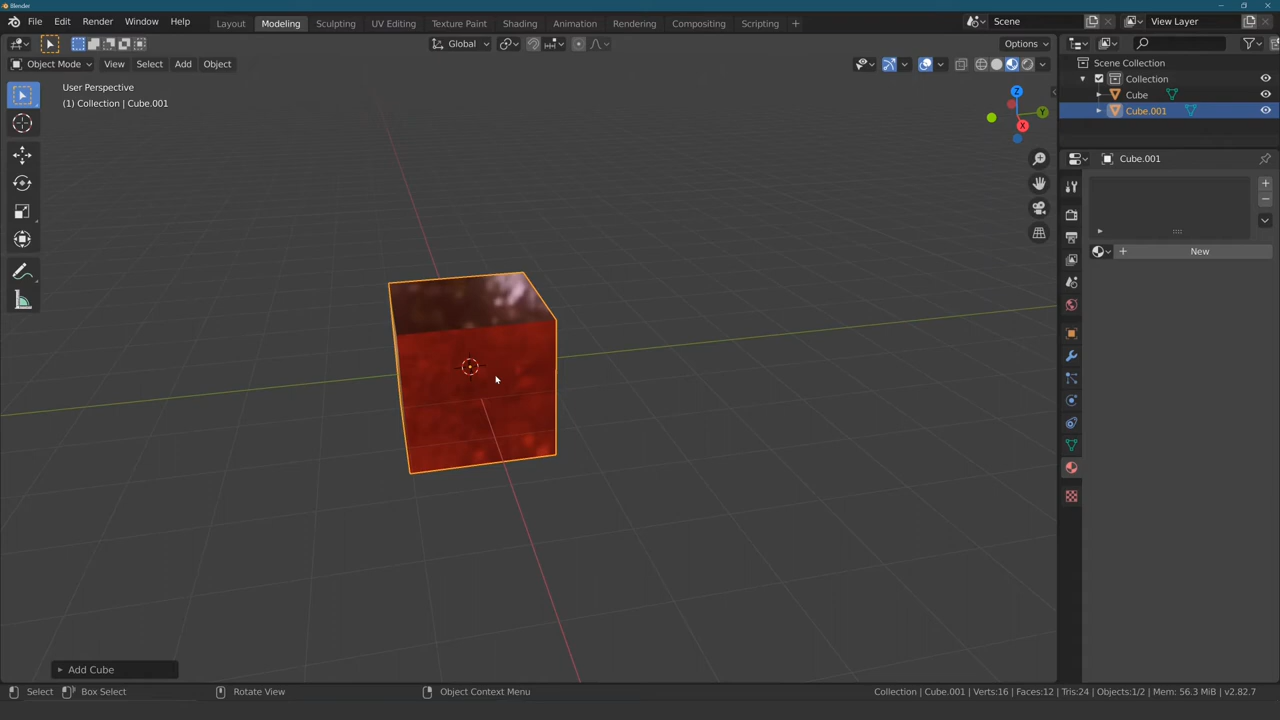 Blender
File Edit Render Window Help Layout Modeling Sculpting UV Editing Texture Paint Shading Animation Rendering Compositing Scripting + Scene View Layer
Global Options
Object Mode View Select Add Object
User Perspective
(1) Collection | Cube.001
Z
Y
X
Scene Collection
Collection
Cube
Cube.001
Cube.001
+ New
Add Cube
Select Box Select Rotate View Object Context Menu Collection | Cube.001 | Verts:16 | Faces:12 | Tris:24 | Objects:1/2 | Mem: 56.3 MiB | v2.82.7